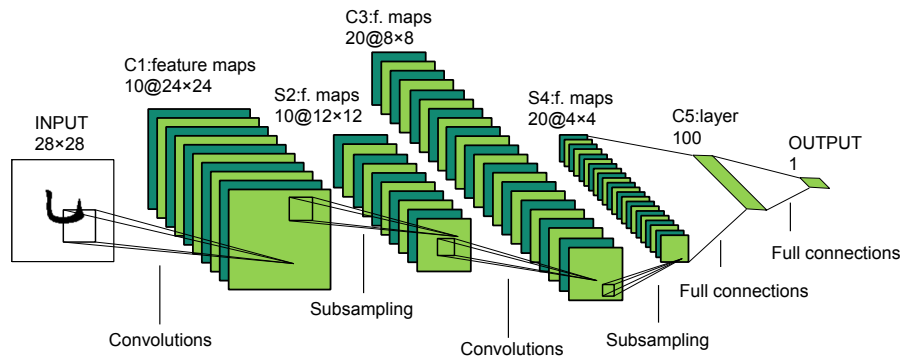 INPUT
28×28
C1:feature maps
10@24×24
S2:f. maps
10@12×12
C3:f. maps
20@8×8
S4:f. maps
20@4×4
C5:layer
100
OUTPUT
1
Convolutions
Subsampling
Convolutions
Subsampling
Full connections
Full connections